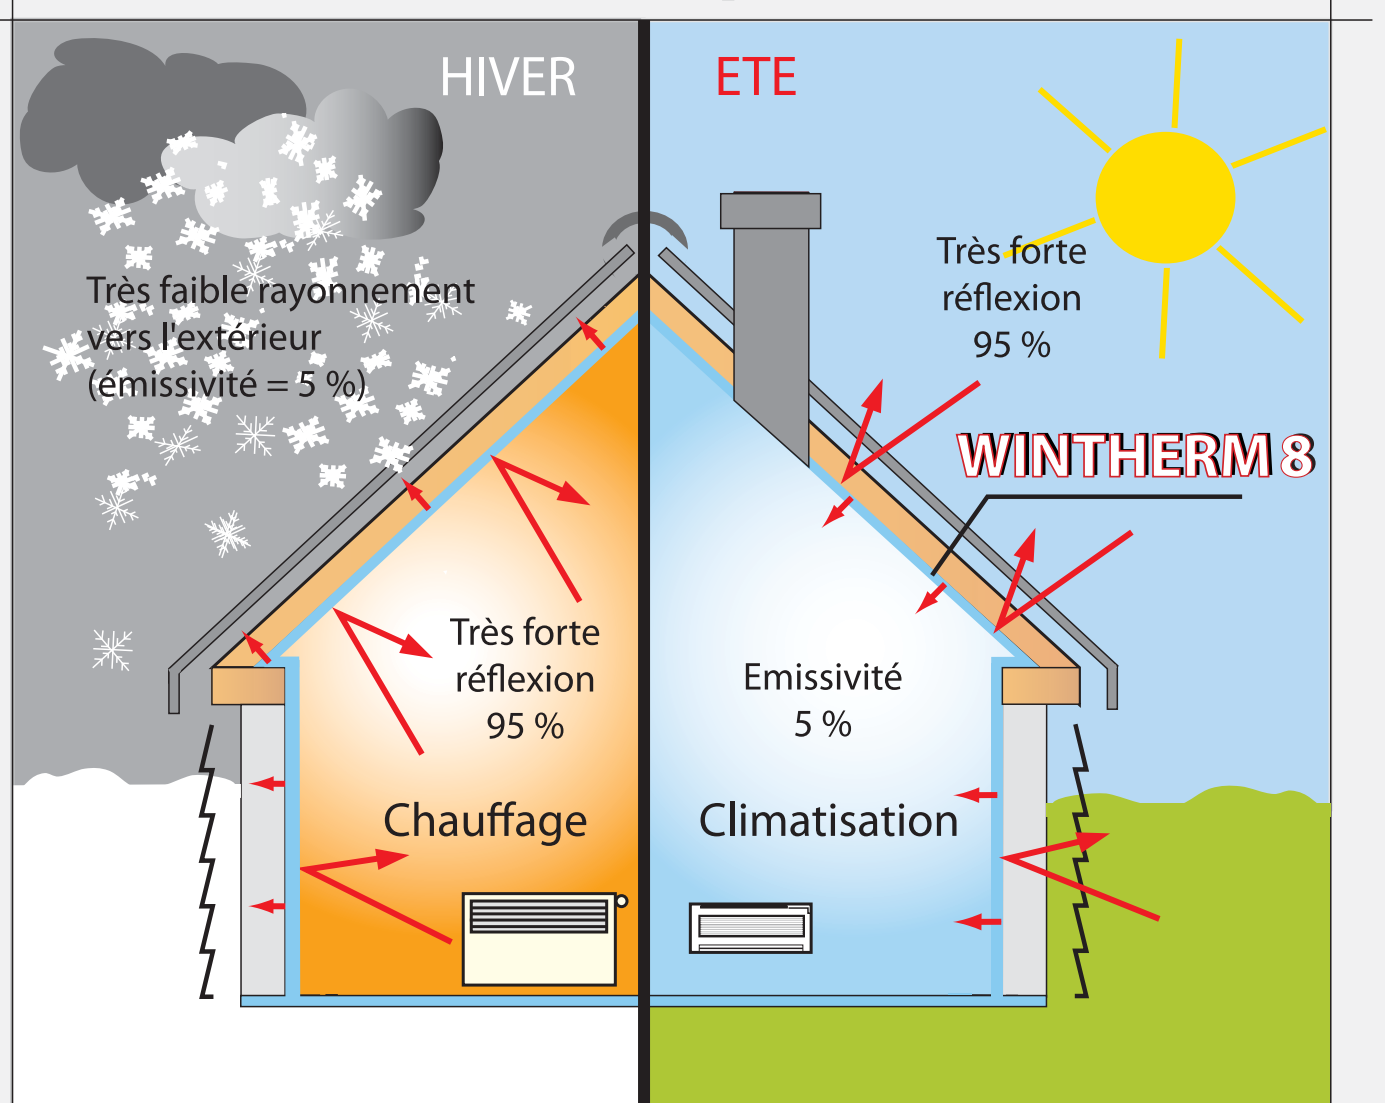 HIVER
ETE
Très faible rayonnement
vers l'extérieur
(émissivité = 5 %)
Très forte
réflexion
95 %
WINTHERM 8
Très forte
réflexion
95 %
Emissivité
5 %
Chauffage
Climatisation